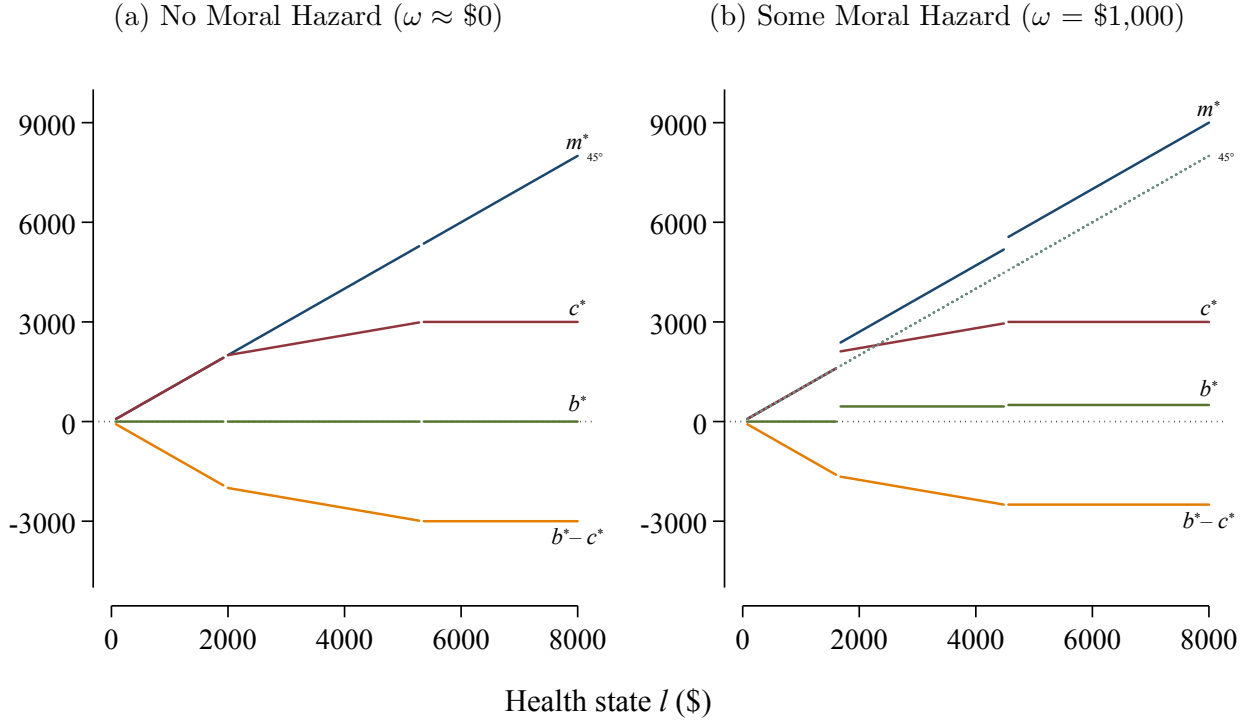 (a) No Moral Hazard (ω ≈ $0)
(b) Some Moral Hazard (ω = $1,000)
9000
6000
3000
0
-3000
m*
45°
c*
b*
b*– c*
0
2000
4000
6000
8000
9000
6000
3000
0
-3000
m*
45°
c*
b*
b*– c*
0
2000
4000
6000
8000
Health state l ($)